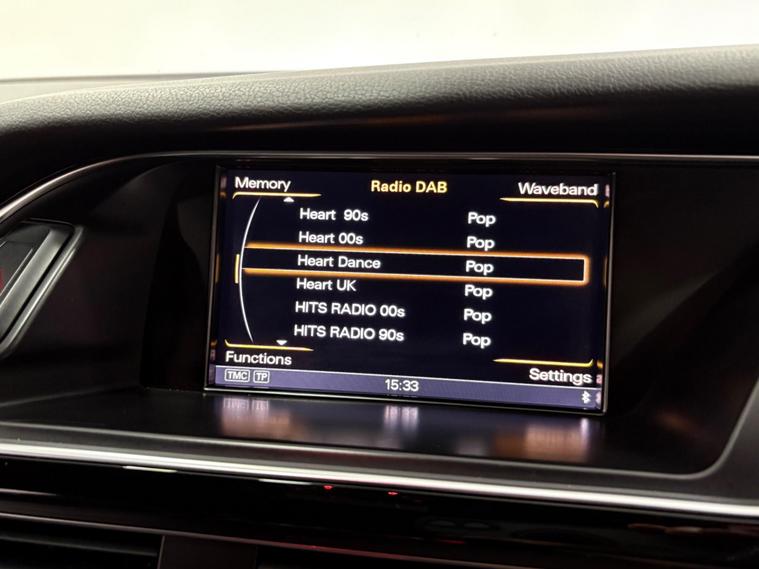 Memory Radio DAB Waveband
Heart 90s Pop
Heart 00s Pop
Heart Dance Pop
Heart UK Pop
HITS RADIO 00s Pop
HITS RADIO 90s Pop
Functions Settings
TMC TP 15:33